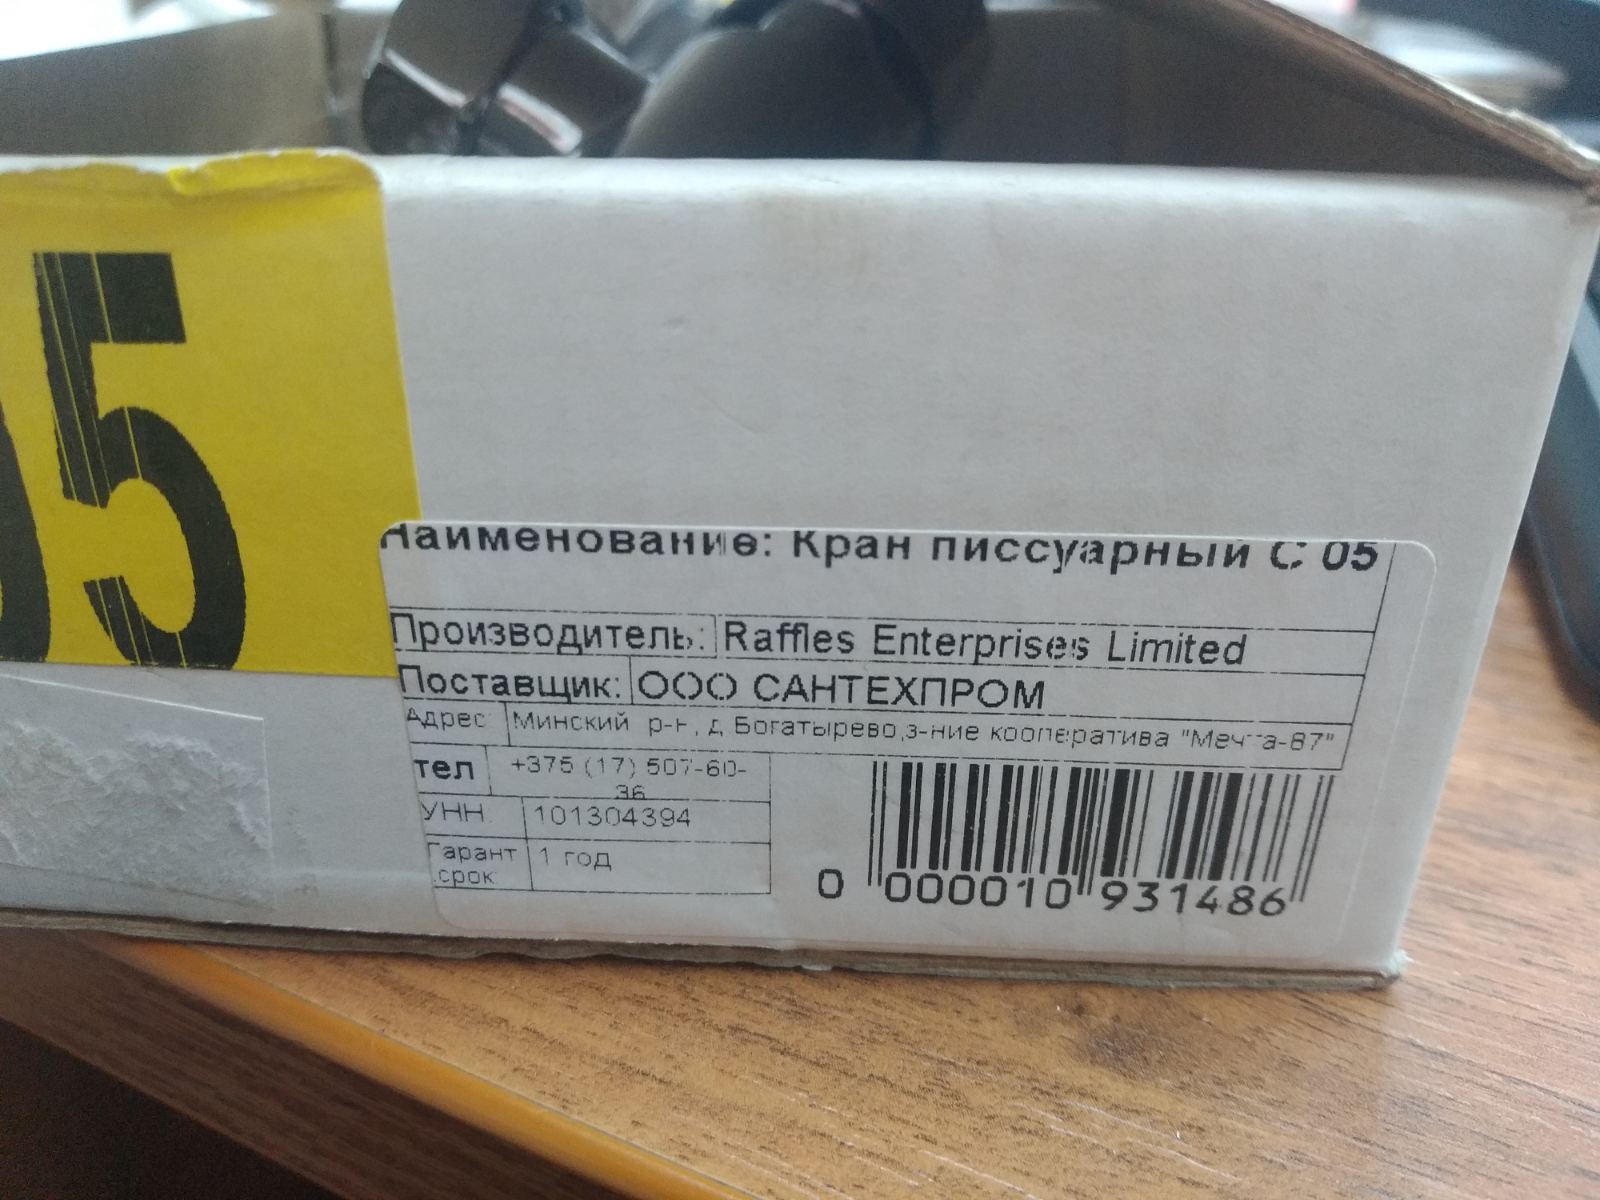 05
Наименование: Кран писсуарный С 05
Производитель: Raffles Enterprises Limited
Поставщик: ООО САНТЕХПРОМ
Адрес: Минский р-н, д Богатырево,з-ние кооператива "Мечта-87"
тел +375 (17) 507-60-
36
УНН 101304394
Гарант 1 год
.срок
0 000010 931486